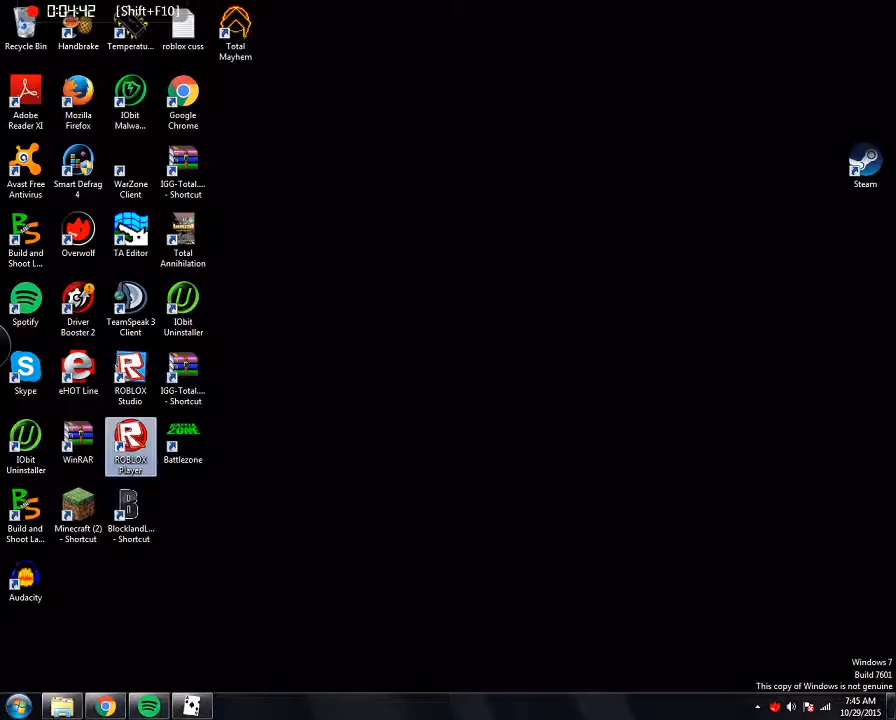 0:04:42 [Shift+F10]
Recycle Bin
Handbrake
Temperatu...
roblox cuss
Total
Mayhem
Adobe
Reader XI
Mozilla
Firefox
IObit
Malwa...
Google
Chrome
Avast Free
Antivirus
Smart Defrag
4
WarZone
Client
IGG-Total....
- Shortcut
Steam
Build and
Shoot L...
Overwolf
TA Editor
Total
Annihilation
Spotify
Driver
Booster 2
TeamSpeak 3
Client
IObit
Uninstaller
Skype
eHOT Line
ROBLOX
Studio
IGG-Total....
- Shortcut
IObit
Uninstaller
WinRAR
ROBLOX
Player
BATTLE
ZONE
Battlezone
Build and
Shoot La...
Minecraft (2)
- Shortcut
BlocklandL...
- Shortcut
Audacity
Windows 7
Build 7601
This copy of Windows is not genuine
7:45 AM
10/29/2015